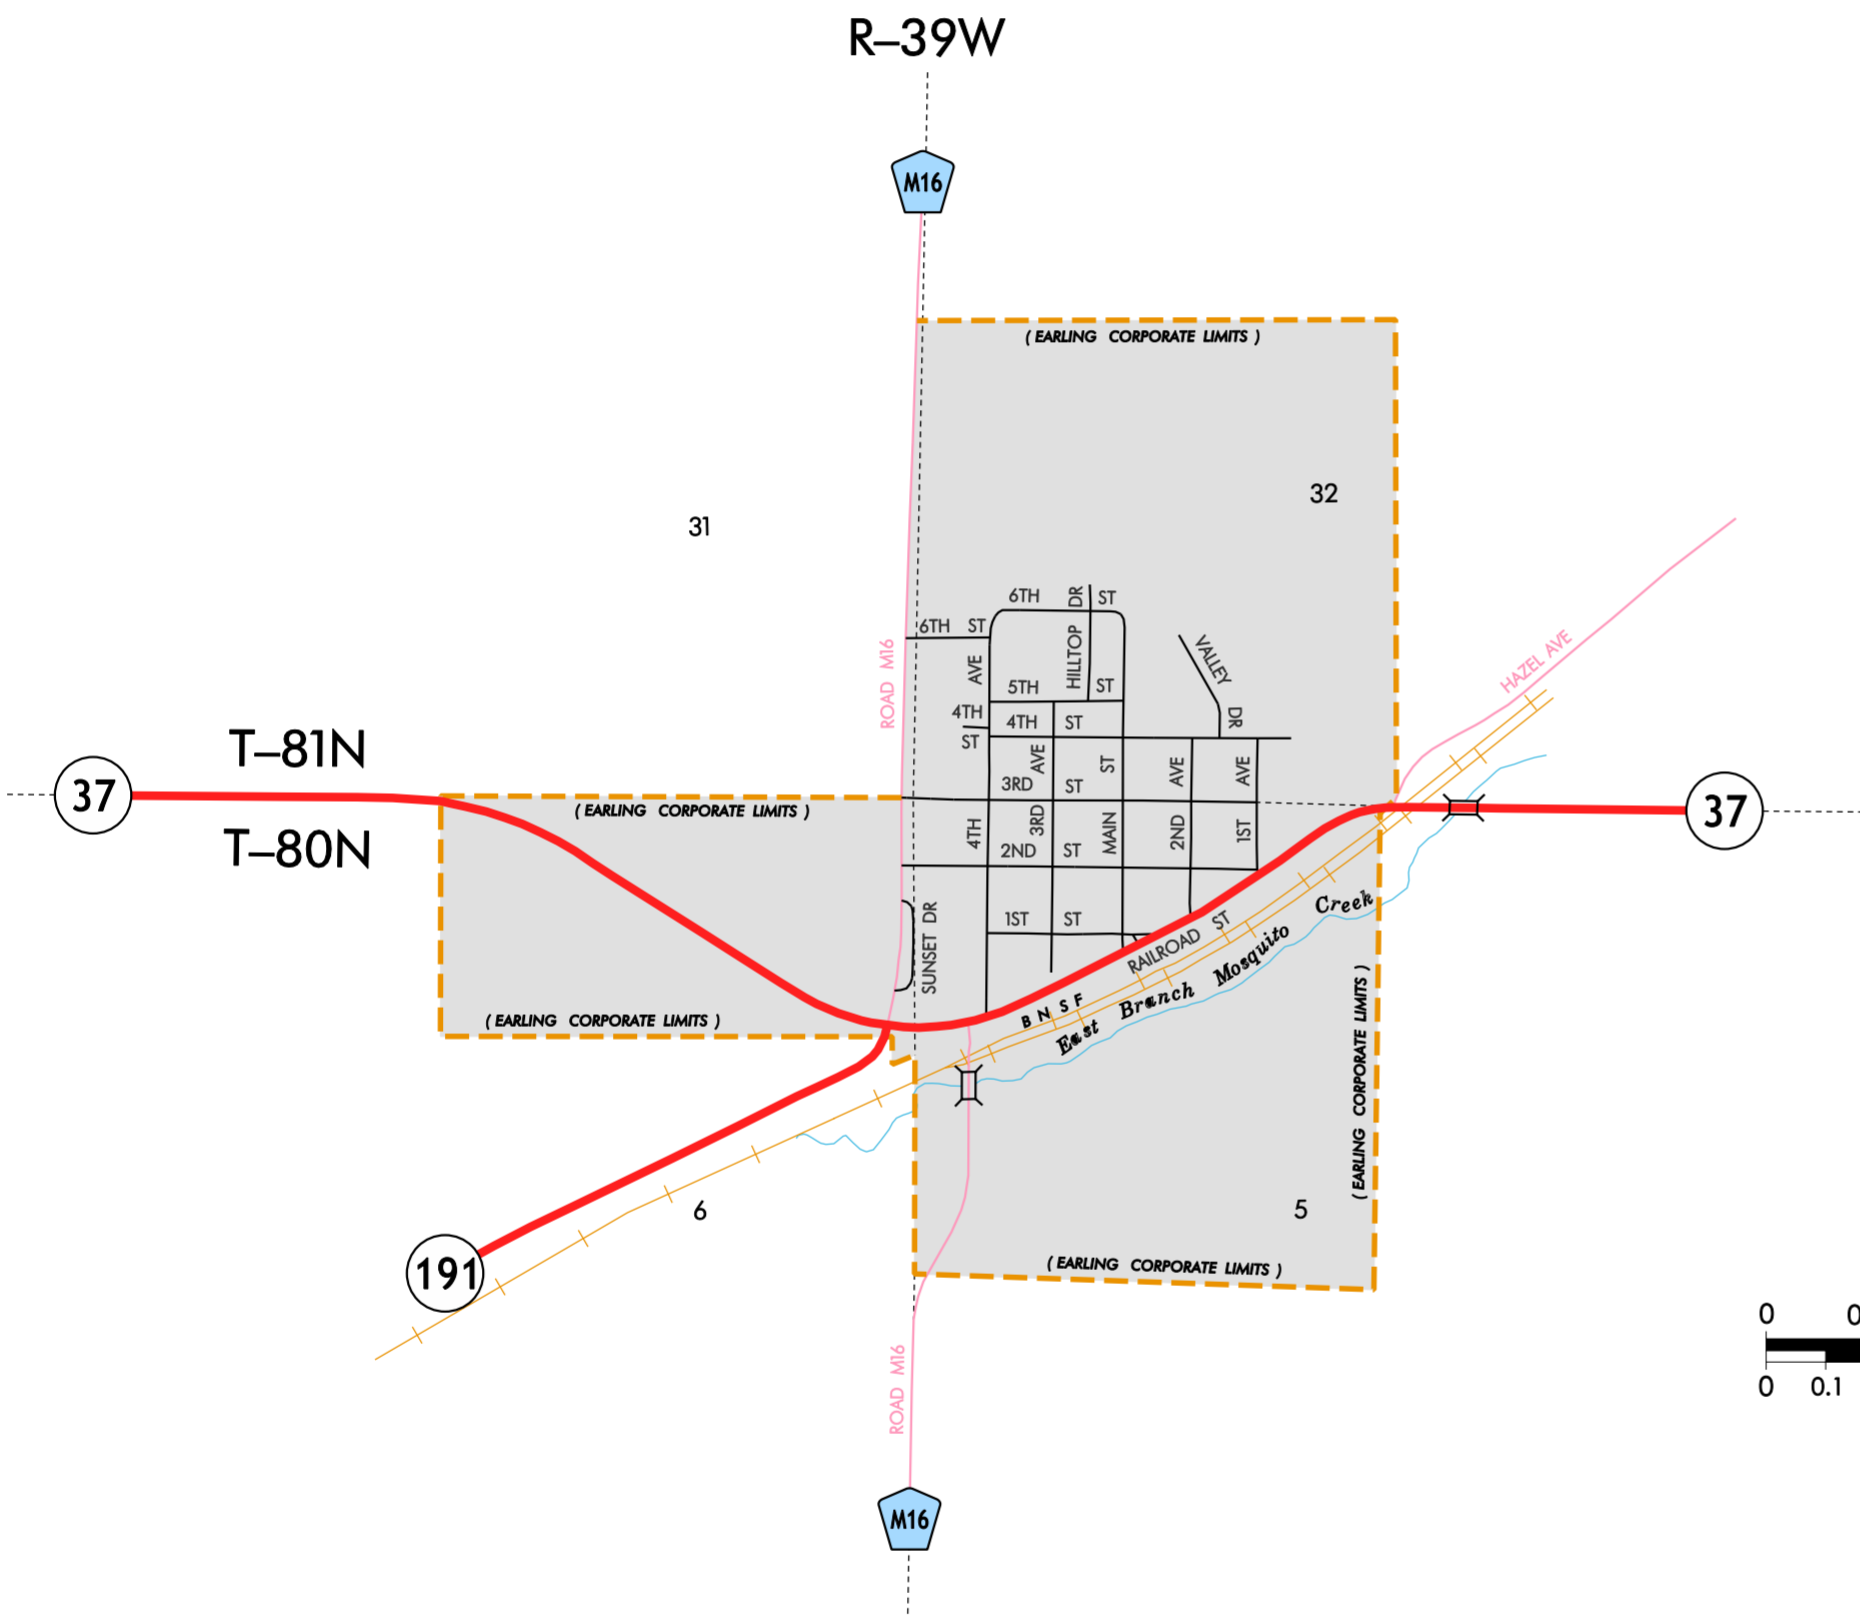 R–39W
M16
( EARLING CORPORATE LIMITS )
32
31
6TH DR ST
6TH ST
HILLTOP
VALLEY DR
HAZEL AVE
ROAD M16
AVE
5TH ST
4TH ST
4TH ST
T–81N
AVE
ST
AVE
AVE
3RD ST
37
( EARLING CORPORATE LIMITS )
37
T–80N
4TH
3RD
MAIN
2ND
1ST
2ND ST
SUNSET DR
1ST ST
RAILROAD ST
BNSF
East Branch Mosquito Creek
( EARLING CORPORATE LIMITS )
( EARLING CORPORATE LIMITS )
6
5
191
( EARLING CORPORATE LIMITS )
0 0
0 0.1
ROAD M16
M16